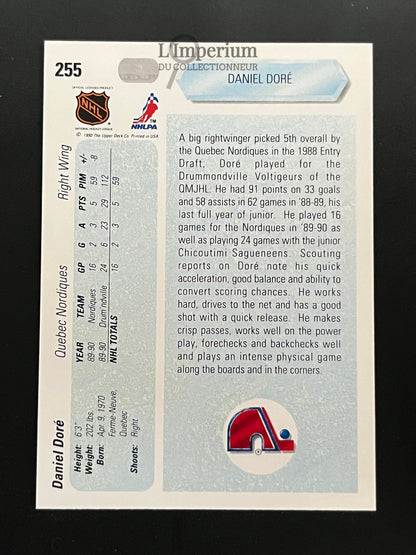 L'Imperium
DU COLLECTIONNEUR
255
DANIEL DORÉ
OFFICIAL LICENSED PRODUCT
NHL
NATIONAL HOCKEY LEAGUE
NHLPA
© 1990 The Upper Deck Co. Printed in USA
A big rightwinger picked 5th overall by
the Quebec Nordiques in the 1988 Entry
Draft, Doré played for the
Drummondville Voltigeurs of the
QMJHL. He had 91 points on 33 goals
and 58 assists in 62 games in '88-89, his
last full year of junior. He played 16
games for the Nordiques in '89-90 as
well as playing 24 games with the junior
Chicoutimi Sagueneens. Scouting
reports on Doré note his quick
acceleration, good balance and ability to
convert scoring chances. He works
hard, drives to the net and has a good
shot with a quick release. He makes
crisp passes, works well on the power
play, forechecks and backchecks well
and plays an intense physical game
along the boards and in the corners.
Daniel Doré Quebec Nordiques Right Wing
Height: 6'3"
Weight: 202 lbs.
Born: Apr. 9, 1970
Ferme-Neuve,
Quebec
Shoots: Right
YEAR TEAM GP G A PTS PIM +/-
89-90 Nordiques 16 2 3 5 59 -8
89-90 Drum'ndville 24 6 23 29 112
NHL TOTALS 16 2 3 5 59